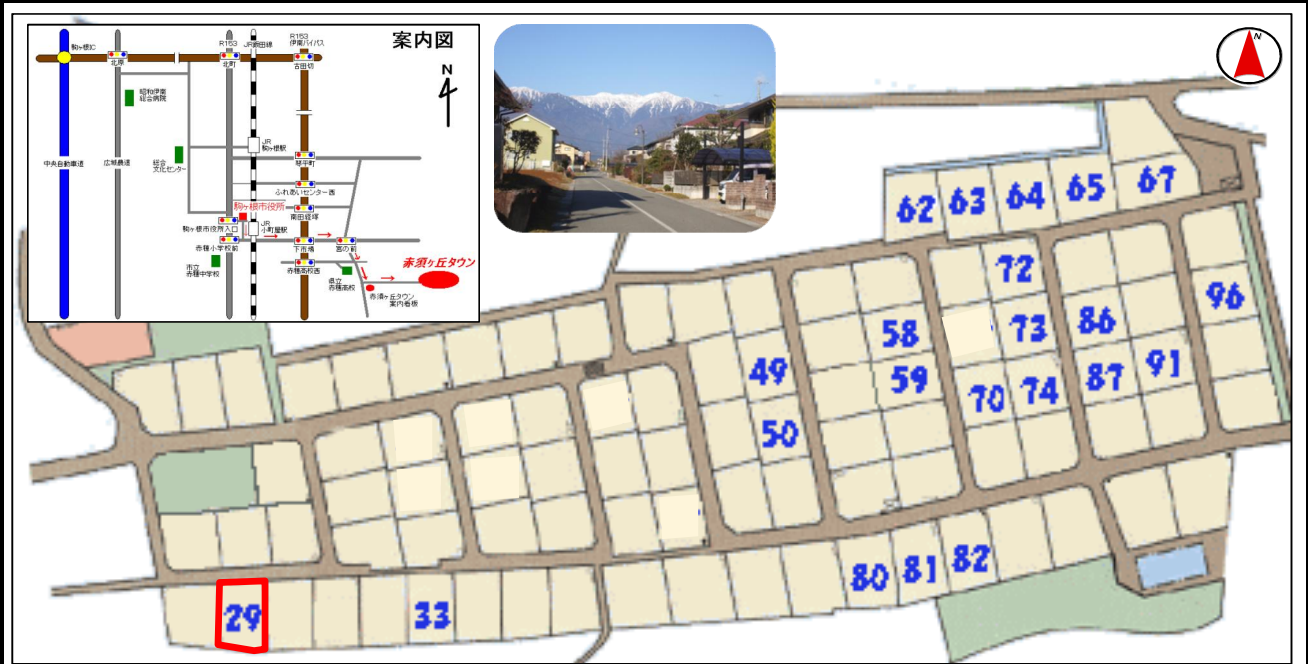 案内図
N
R153
JR飯田線
R153
伊南バイパス
駒ヶ根IC
北原
北町
古田切
昭和伊南
総合病院
中央自動車道
広域農道
総合
文化センター
JR
駒ヶ根駅
琴平町
ふれあいセンター西
駒ヶ根市役所
南田経塚
駒ヶ根市役所入口
JR
小町屋駅
赤穂小学校前
下市場
宮の前
市立
赤穂中学校
赤穂高校西
県立
赤穂高校
赤須ヶ丘タウン
赤須ヶ丘タウン
案内看板
N
62
63
64
65
67
72
58
73
86
96
49
59
70
74
87
91
50
80
81
82
29
33